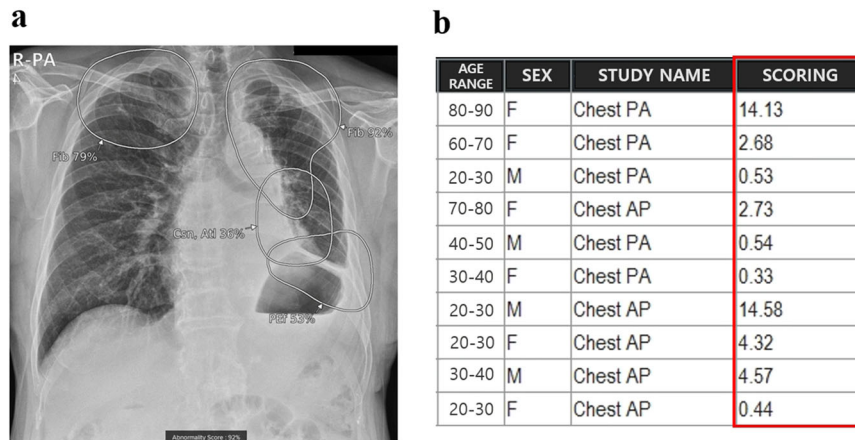 a
b
R-PA
Fib 79%
Fib 92%
Csn, Atl 36%
PEf 53%
Abnormality Score : 92%
AGE RANGE SEX STUDY NAME SCORING
80-90 F Chest PA 14.13
60-70 F Chest PA 2.68
20-30 M Chest PA 0.53
70-80 F Chest AP 2.73
40-50 M Chest PA 0.54
30-40 F Chest PA 0.33
20-30 M Chest AP 14.58
20-30 F Chest AP 4.32
30-40 M Chest AP 4.57
20-30 F Chest AP 0.44